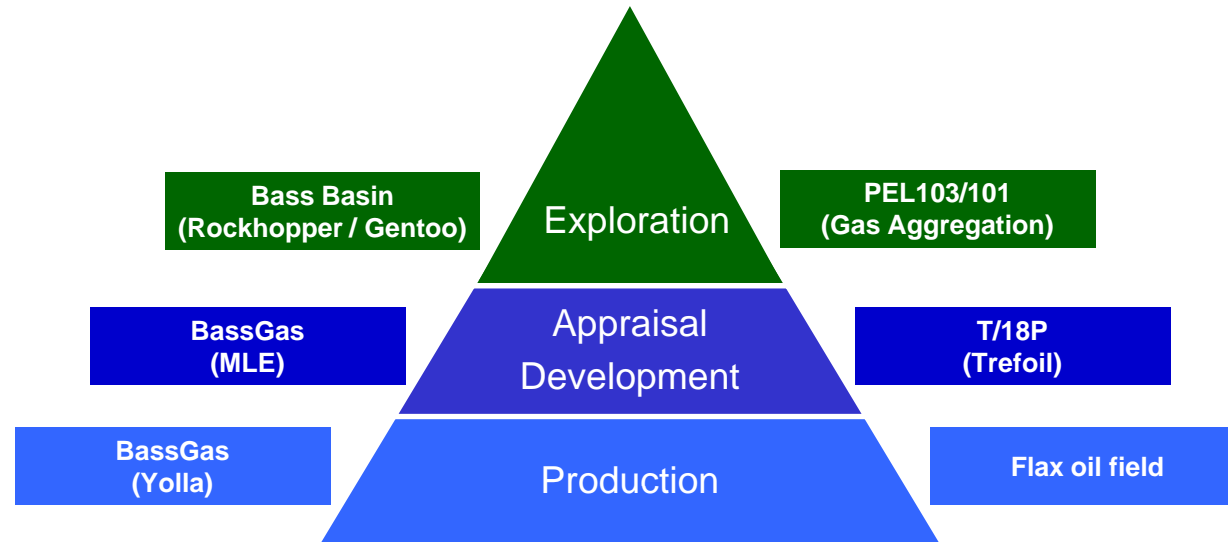 Bass Basin
(Rockhopper / Gentoo)
Exploration
PEL103/101
(Gas Aggregation)
BassGas
(MLE)
Appraisal
Development
T/18P
(Trefoil)
BassGas
(Yolla)
Production
Flax oil field